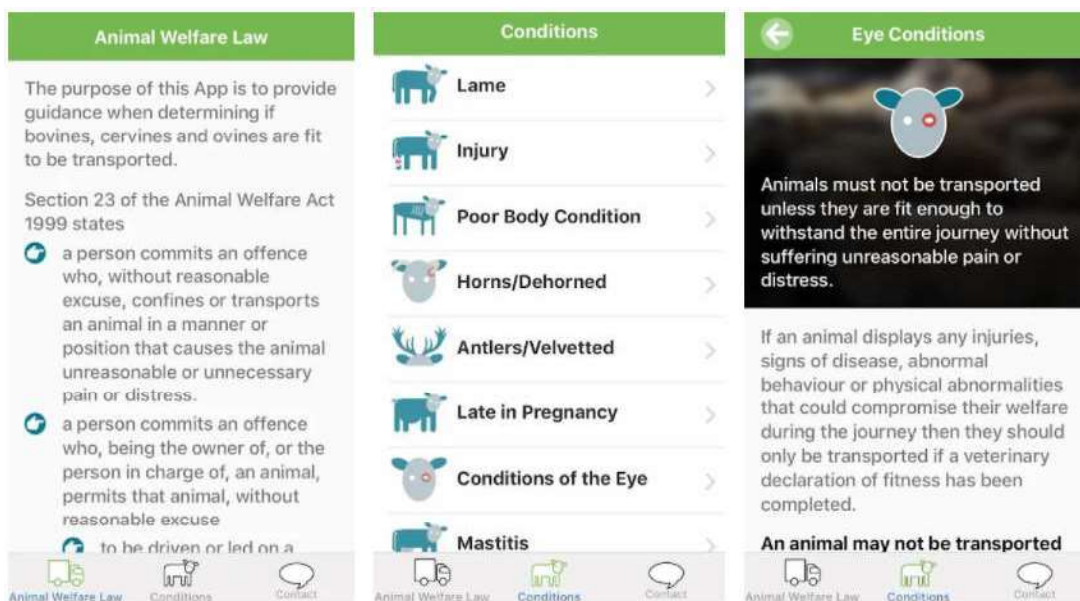 Animal Welfare Law
The purpose of this App is to provide
guidance when determining if
bovines, cervines and ovines are fit
to be transported.
Section 23 of the Animal Welfare Act
1999 states
a person commits an offence
who, without reasonable
excuse, confines or transports
an animal in a manner or
position that causes the animal
unreasonable or unnecessary
pain or distress.
a person commits an offence
who, being the owner of, or the
person in charge of, an animal,
permits that animal, without
reasonable excuse
to be driven or led on a
Animal Welfare Law
Conditions
Contact
Conditions
Lame
Injury
Poor Body Condition
Horns/Dehorned
Antlers/Velvetted
Late in Pregnancy
Conditions of the Eye
Mastitis
Animal Welfare Law
Conditions
Contact
Eye Conditions
Animals must not be transported
unless they are fit enough to
withstand the entire journey without
suffering unreasonable pain or
distress.
If an animal displays any injuries,
signs of disease, abnormal
behaviour or physical abnormalities
that could compromise their welfare
during the journey then they should
only be transported if a veterinary
declaration of fitness has been
completed.
An animal may not be transported
Animal Welfare Law
Conditions
Contact